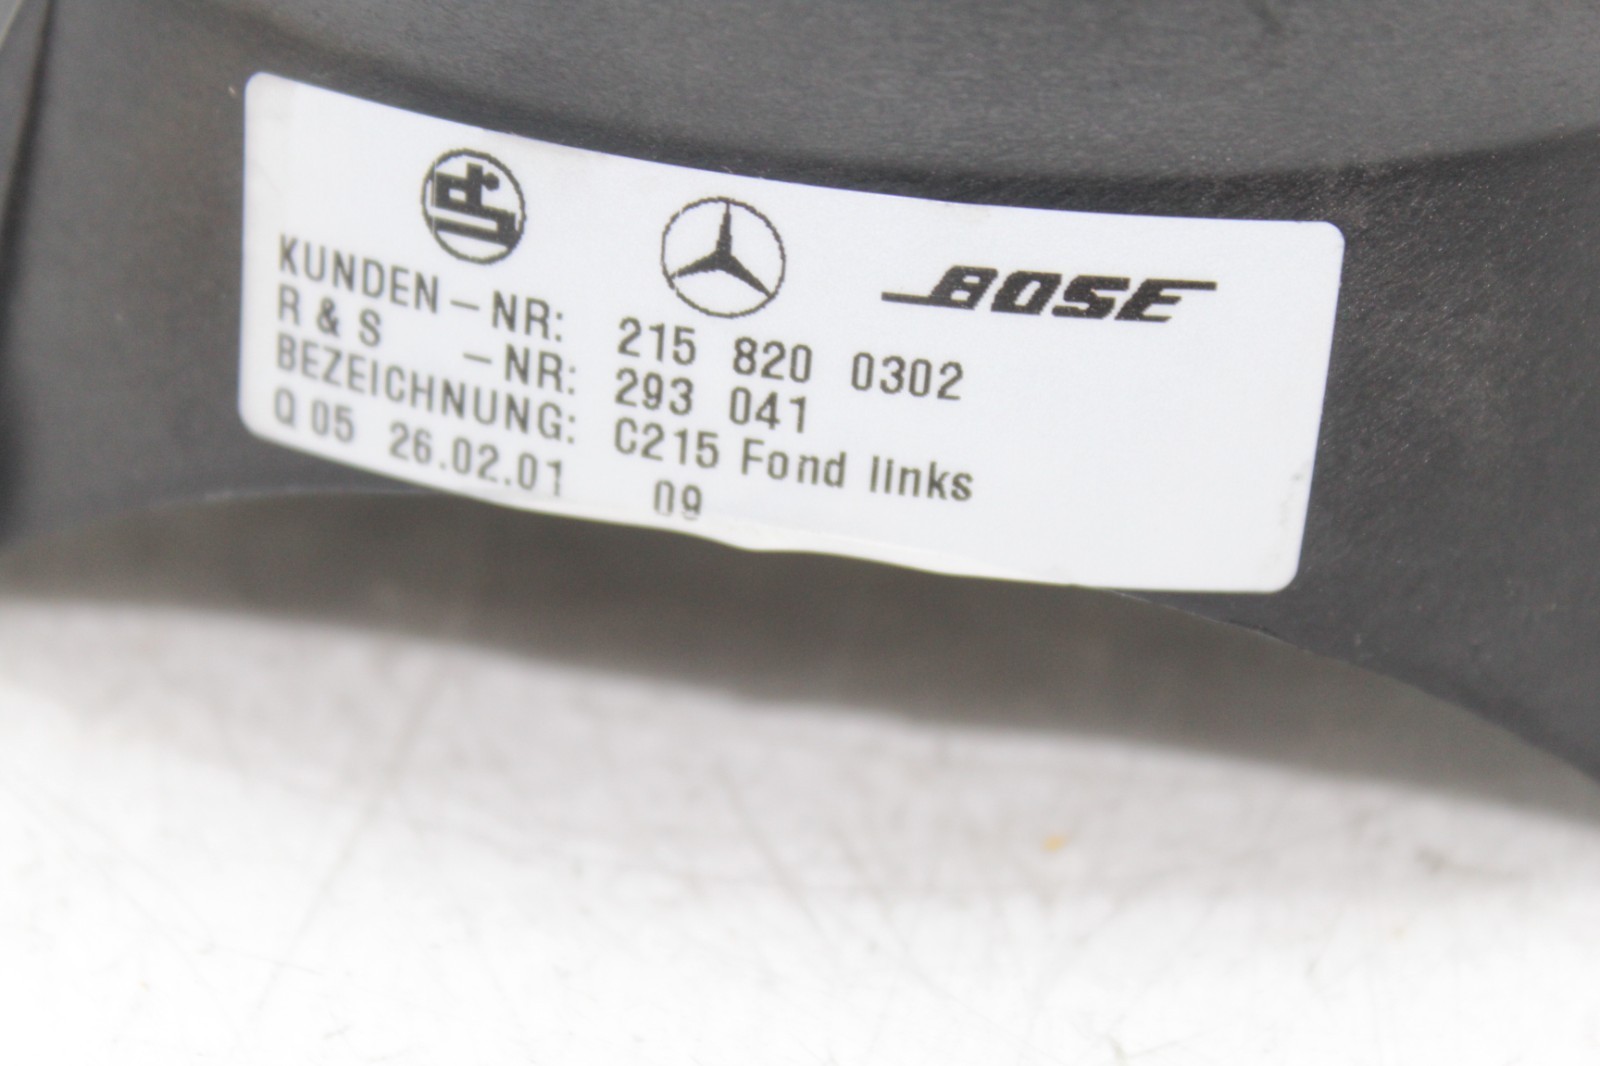 BOSE
KUNDEN-NR: 215 820 0302
R & S -NR: 293 041
BEZEICHNUNG: C215 Fond links
Q 05 26.02.01 09